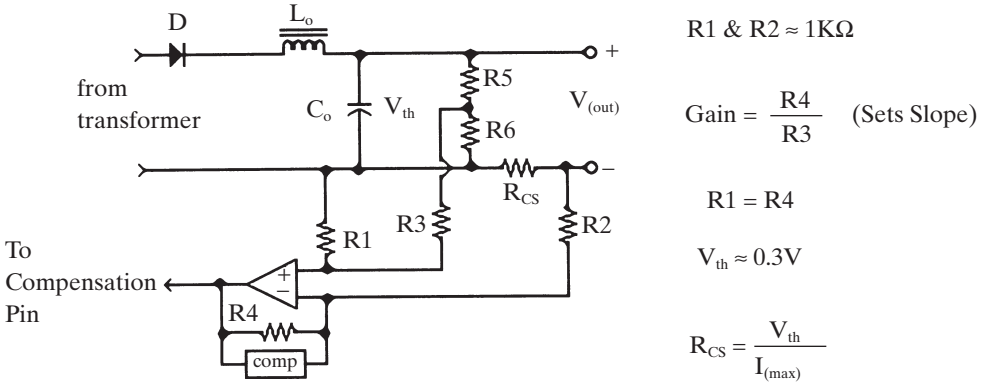 D
L₀
+
R5
from
transformer
Cₒ
Vth
R6
V(out)
−
RCS
R1
R3
R2
To
Compensation
Pin
+
−
R4
comp
R1 & R2 ≈ 1KΩ
Gain = R4 / R3 (Sets Slope)
R1 = R4
Vth ≈ 0.3V
RCS = Vth / I(max)